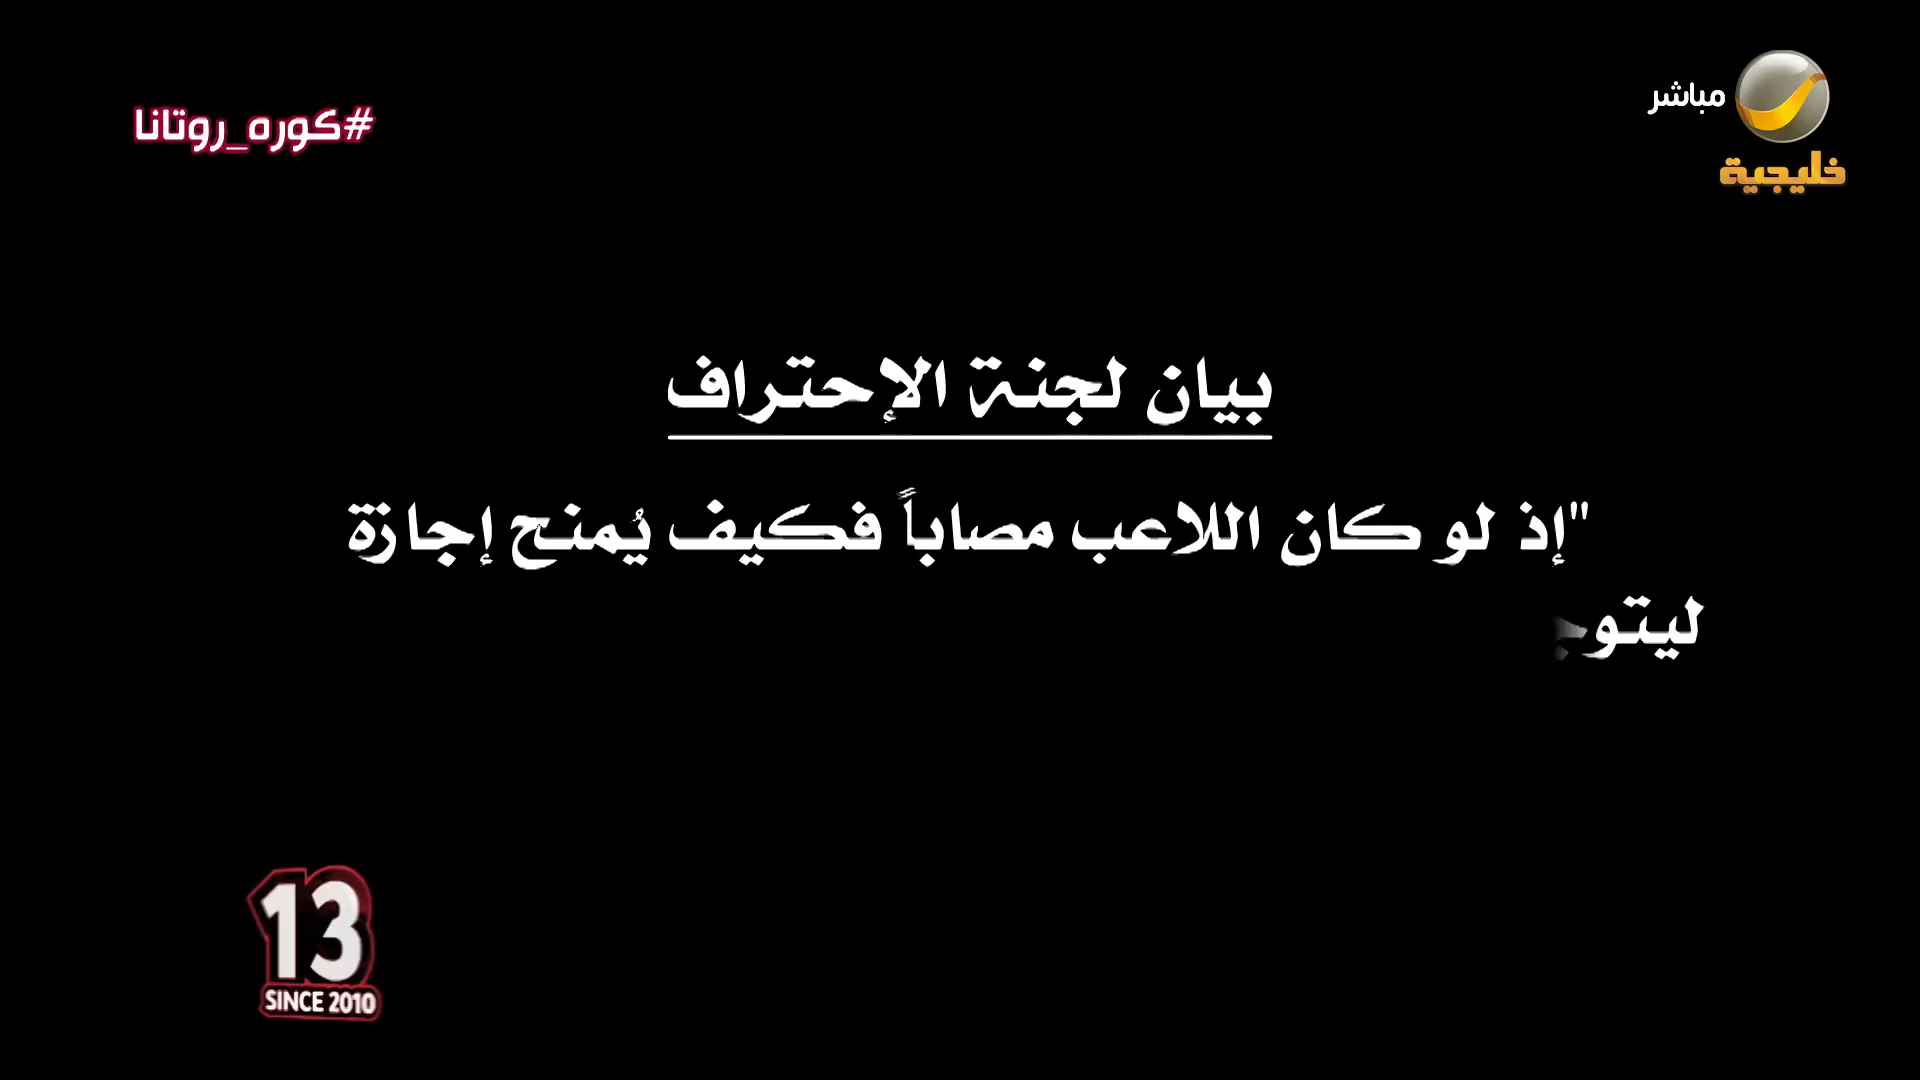 مباشر
خليجية
#كوره_روتانا
بيان لجنة الإحتراف
"إذ لو كان اللاعب مصاباً فكيف يُمنح إجازة
13
SINCE 2010